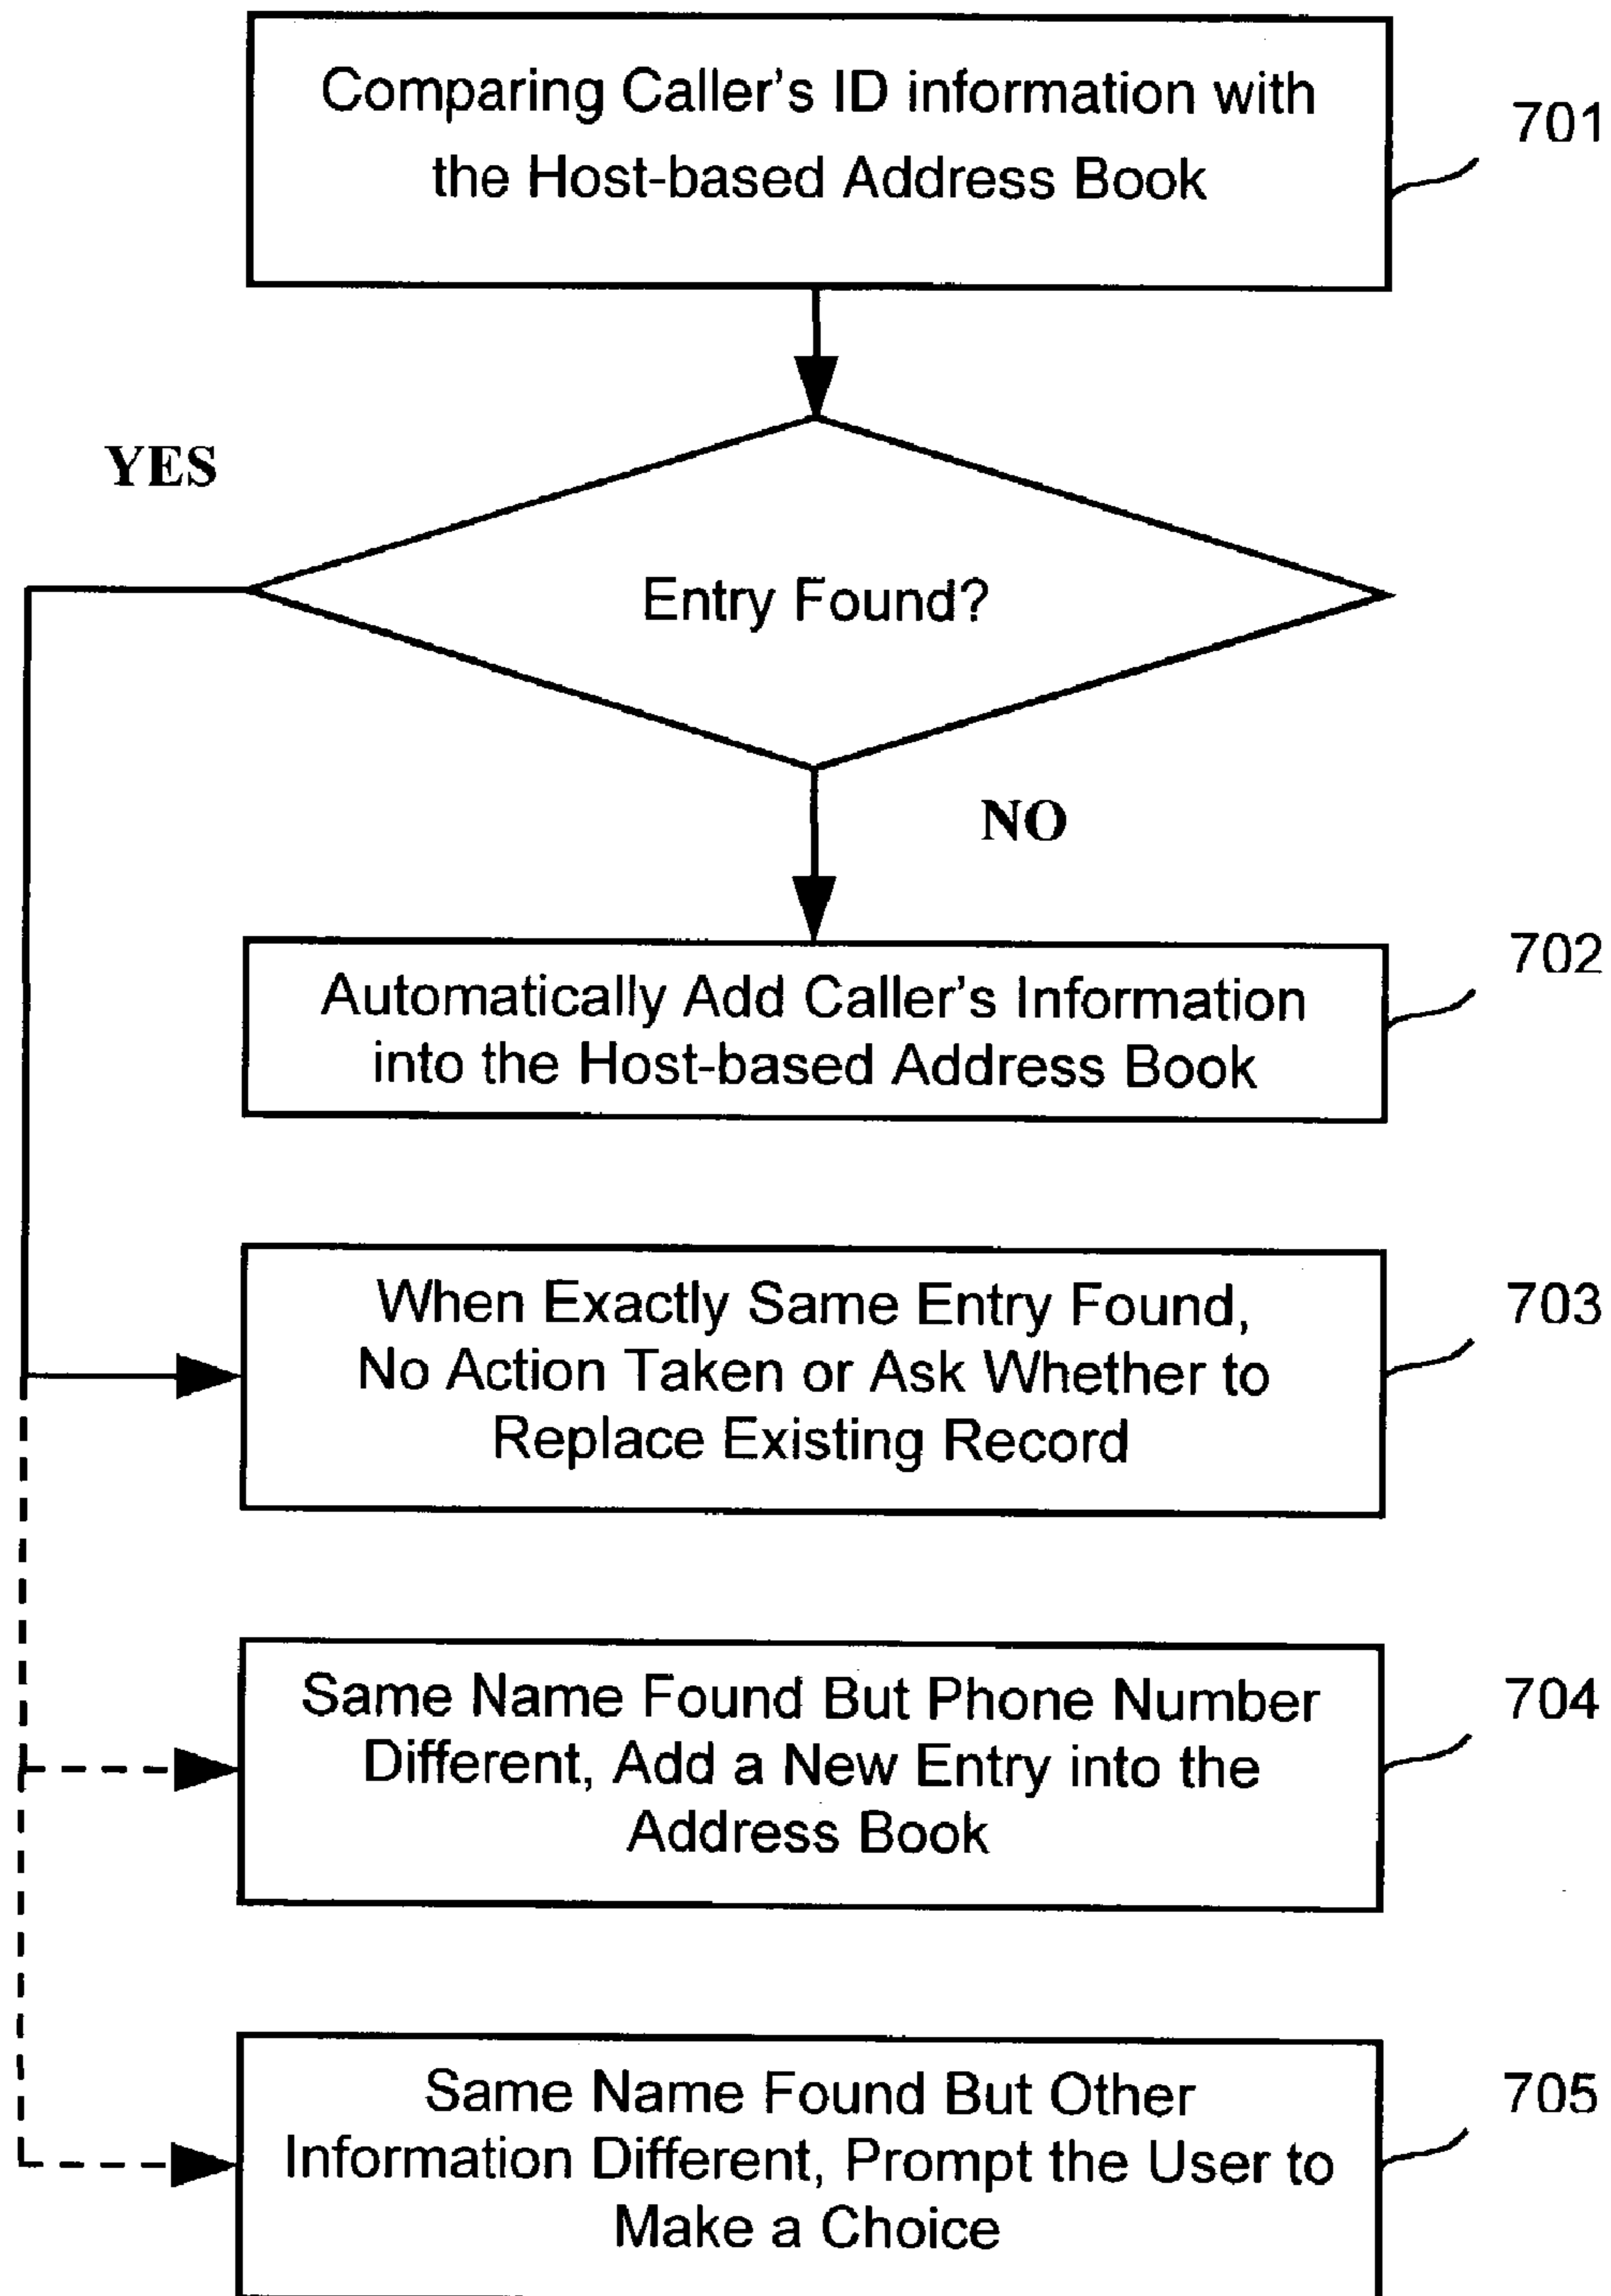 Comparing Caller's ID information with
the Host-based Address Book
701
YES
Entry Found?
NO
702
Automatically Add Caller's Information
into the Host-based Address Book
703
When Exactly Same Entry Found,
No Action Taken or Ask Whether to
Replace Existing Record
704
Same Name Found But Phone Number
Different, Add a New Entry into the
Address Book
705
Same Name Found But Other
Information Different, Prompt the User to
Make a Choice